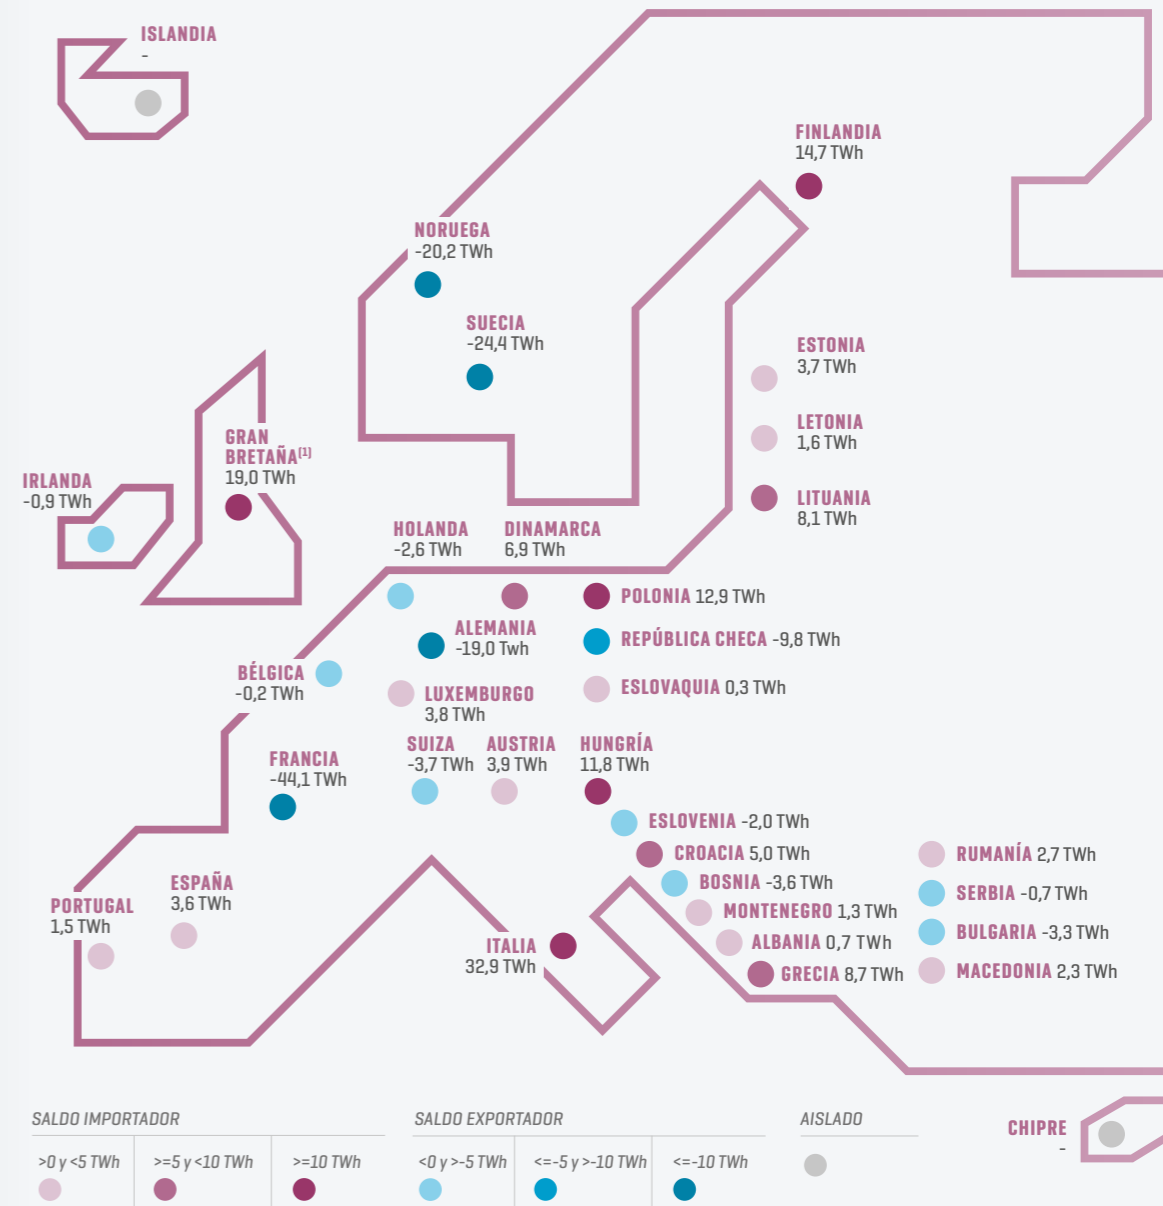 ISLANDIA
-
FINLANDIA
14,7 TWh
NORUEGA
-20,2 TWh
SUECIA
-24,4 TWh
ESTONIA
3,7 TWh
LETONIA
1,6 TWh
LITUANIA
8,1 TWh
GRAN
BRETAÑA(1)
19,0 TWh
IRLANDA
-0,9 TWh
HOLANDA
-2,6 TWh
DINAMARCA
6,9 TWh
POLONIA 12,9 TWh
ALEMANIA
-19,0 Twh
REPÚBLICA CHECA -9,8 TWh
BÉLGICA
-0,2 TWh
LUXEMBURGO
3,8 TWh
ESLOVAQUIA 0,3 TWh
FRANCIA
-44,1 TWh
SUIZA
-3,7 TWh
AUSTRIA
3,9 TWh
HUNGRÍA
11,8 TWh
ESLOVENIA -2,0 TWh
CROACIA 5,0 TWh
BOSNIA -3,6 TWh
MONTENEGRO 1,3 TWh
ALBANIA 0,7 TWh
GRECIA 8,7 TWh
RUMANÍA 2,7 TWh
SERBIA -0,7 TWh
BULGARIA -3,3 TWh
MACEDONIA 2,3 TWh
ESPAÑA
3,6 TWh
PORTUGAL
1,5 TWh
ITALIA
32,9 TWh
CHIPRE
-
SALDO IMPORTADOR
>0 y <5 TWh
>=5 y <10 TWh
>=10 TWh
SALDO EXPORTADOR
<0 y >-5 TWh
<=-5 y >-10 TWh
<=-10 TWh
AISLADO